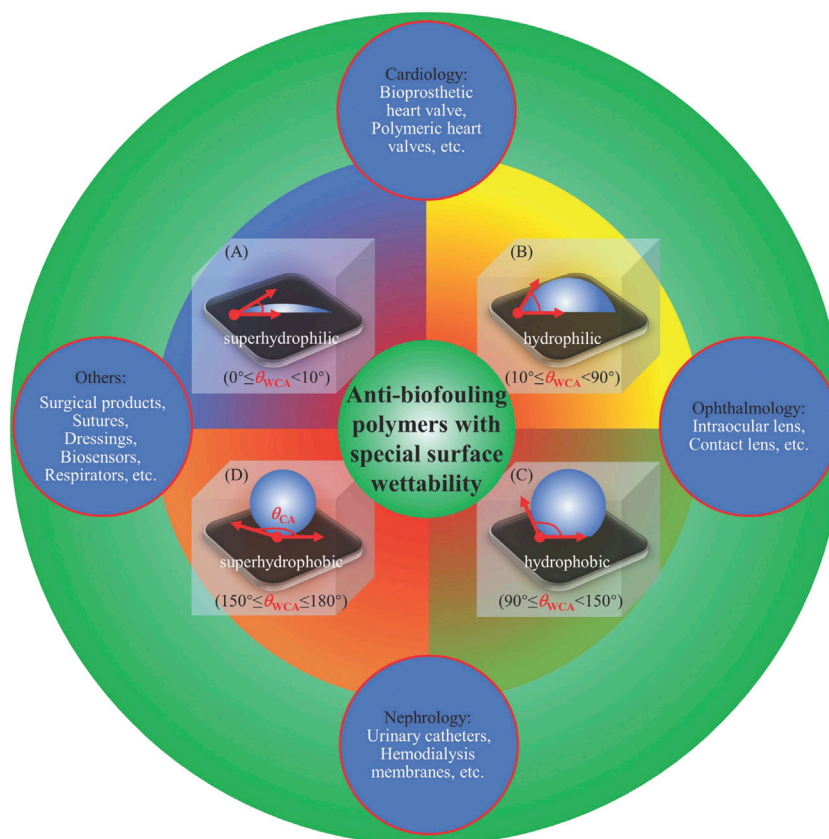 Cardiology:
Bioprosthetic
heart valve,
Polymeric heart
valves, etc.
(A)
superhydrophilic
(0°≤θWCA<10°)
(B)
hydrophilic
(10°≤θWCA<90°)
Others:
Surgical products,
Sutures,
Dressings,
Biosensors,
Respirators, etc.
Anti-biofouling
polymers with
special surface
wettability
Ophthalmology:
Intraocular lens,
Contact lens, etc.
(D)
θCA
superhydrophobic
(150°≤θWCA≤180°)
(C)
hydrophobic
(90°≤θWCA<150°)
Nephrology:
Urinary catheters,
Hemodialysis
membranes, etc.